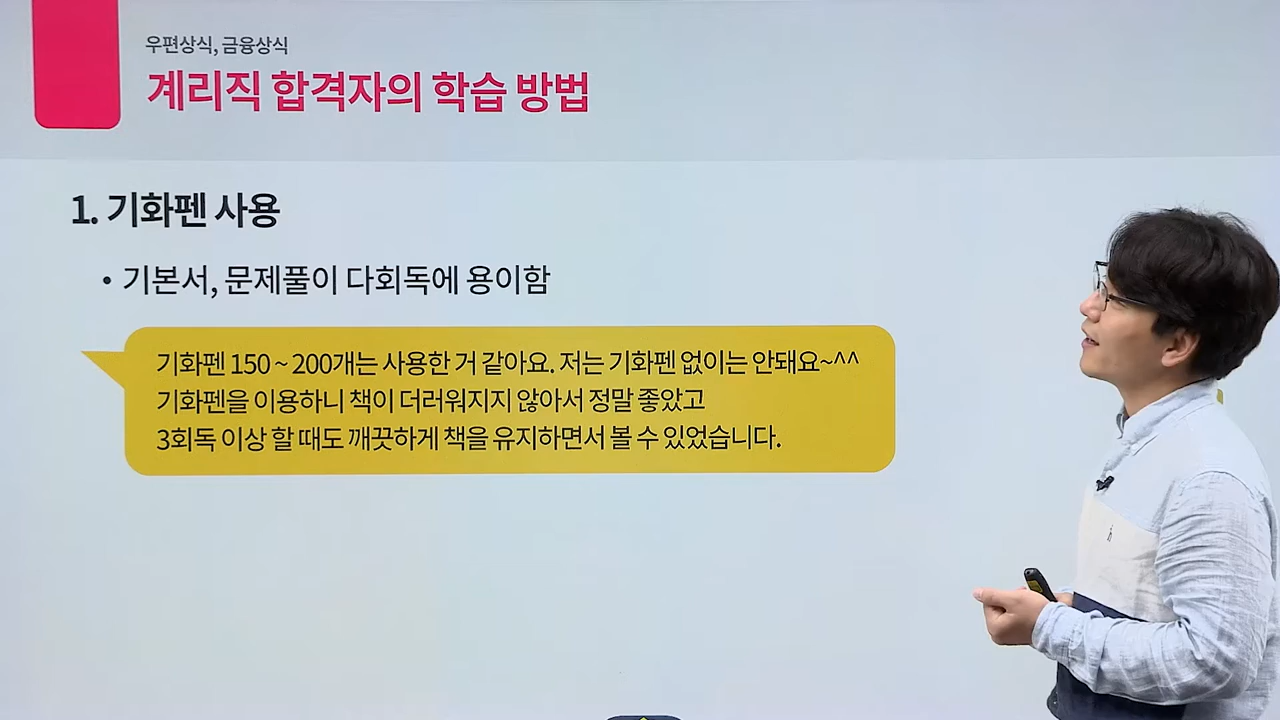 우편상식, 금융상식
계리직 합격자의 학습 방법
1. 기화펜 사용
• 기본서, 문제풀이 다회독에 용이함
기화펜 150 ~ 200개는 사용한 거 같아요. 저는 기화펜 없이는 안돼요~^^
기화펜을 이용하니 책이 더러워지지 않아서 정말 좋았고
3회독 이상 할 때도 깨끗하게 책을 유지하면서 볼 수 있었습니다.